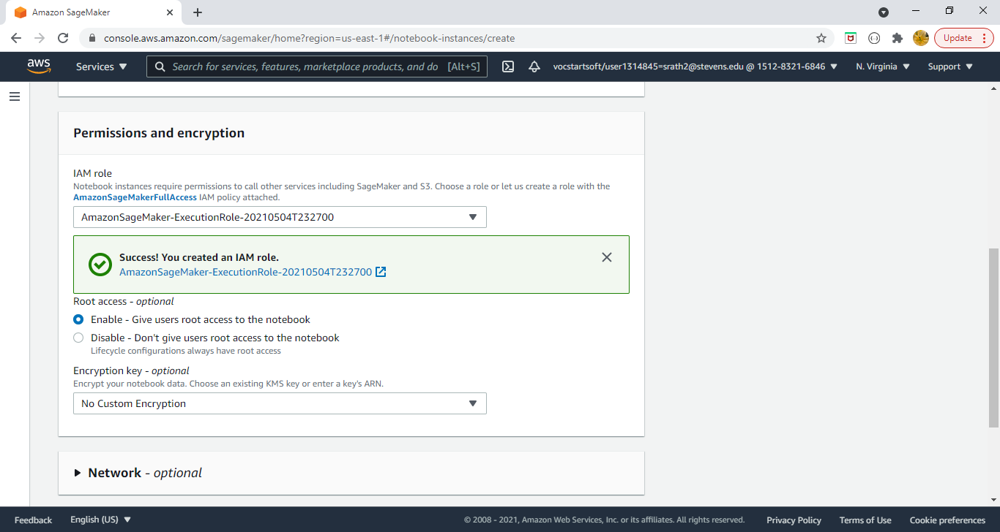 Amazon SageMaker
console.aws.amazon.com/sagemaker/home?region=us-east-1#/notebook-instances/create
Update
aws
Services
Search for services, features, marketplace products, and do [Alt+S]
vocstartsoft/user1314845=srath2@stevens.edu @ 1512-8321-6846
N. Virginia
Support
Permissions and encryption
IAM role
Notebook instances require permissions to call other services including SageMaker and S3. Choose a role or let us create a role with the
AmazonSageMakerFullAccess IAM policy attached.
AmazonSageMaker-ExecutionRole-20210504T232700
Success! You created an IAM role.
AmazonSageMaker-ExecutionRole-20210504T232700
Root access - optional
Enable - Give users root access to the notebook
Disable - Don't give users root access to the notebook
Lifecycle configurations always have root access
Encryption key - optional
Encrypt your notebook data. Choose an existing KMS key or enter a key's ARN.
No Custom Encryption
Network - optional
Feedback
English (US)
© 2008 - 2021, Amazon Web Services, Inc. or its affiliates. All rights reserved.
Privacy Policy
Terms of Use
Cookie preferences